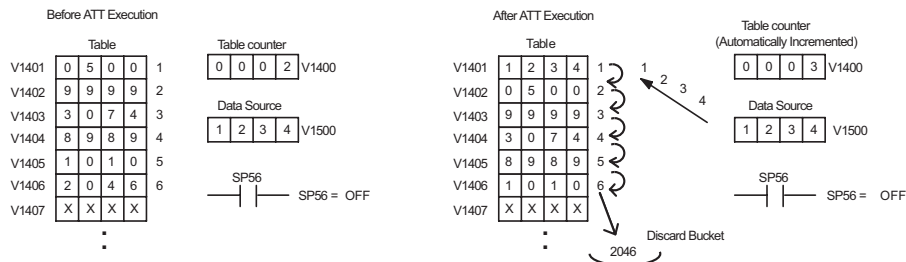 Before ATT Execution
Table
V1401 0 5 0 0 1
V1402 9 9 9 9 2
V1403 3 0 7 4 3
V1404 8 9 8 9 4
V1405 1 0 1 0 5
V1406 2 0 4 6 6
V1407 X X X X
Table counter
0 0 0 2 V1400
Data Source
1 2 3 4 V1500
SP56
SP56 = OFF
After ATT Execution
Table
V1401 1 2 3 4 1
V1402 0 5 0 0 2
V1403 9 9 9 9 3
V1404 3 0 7 4 4
V1405 8 9 8 9 5
V1406 1 0 1 0 6
V1407 X X X X
1
2
3
4
Table counter
(Automatically Incremented)
0 0 0 3 V1400
Data Source
1 2 3 4 V1500
SP56
SP56 = OFF
Discard Bucket
2046